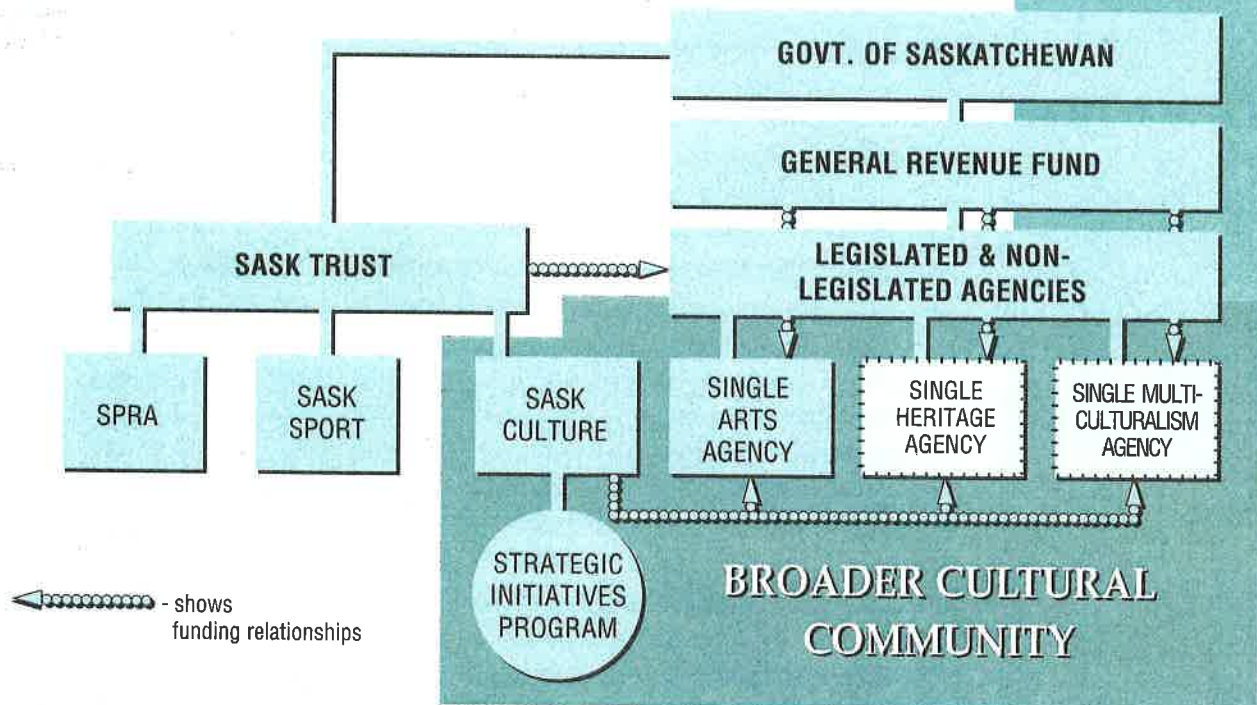 GOVT. OF SASKATCHEWAN
GENERAL REVENUE FUND
SASK TRUST
LEGISLATED & NON-
LEGISLATED AGENCIES
SPRA
SASK
SPORT
SASK
CULTURE
SINGLE
ARTS
AGENCY
SINGLE
HERITAGE
AGENCY
SINGLE MULTI-
CULTURALISM
AGENCY
STRATEGIC
INITIATIVES
PROGRAM
BROADER CULTURAL
COMMUNITY
- shows
funding relationships